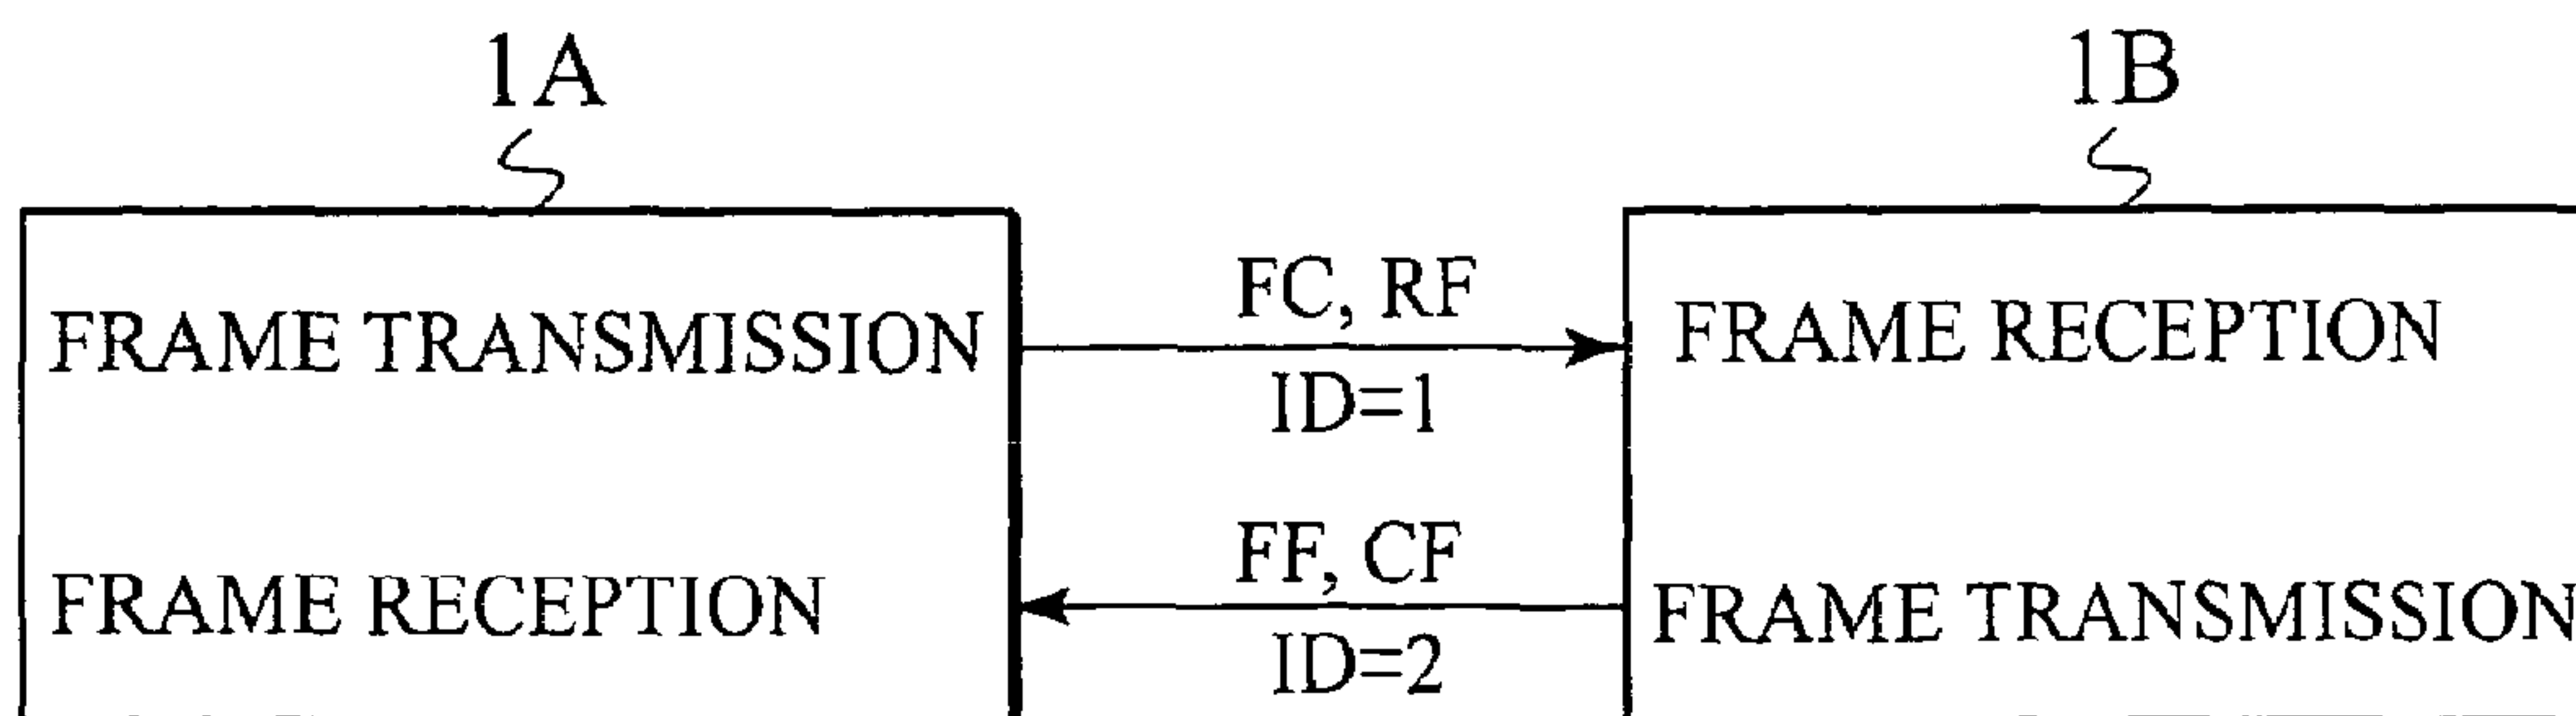 1A
1B
FRAME TRANSMISSION
FC, RF
ID=1
FRAME RECEPTION
FRAME RECEPTION
FF, CF
ID=2
FRAME TRANSMISSION